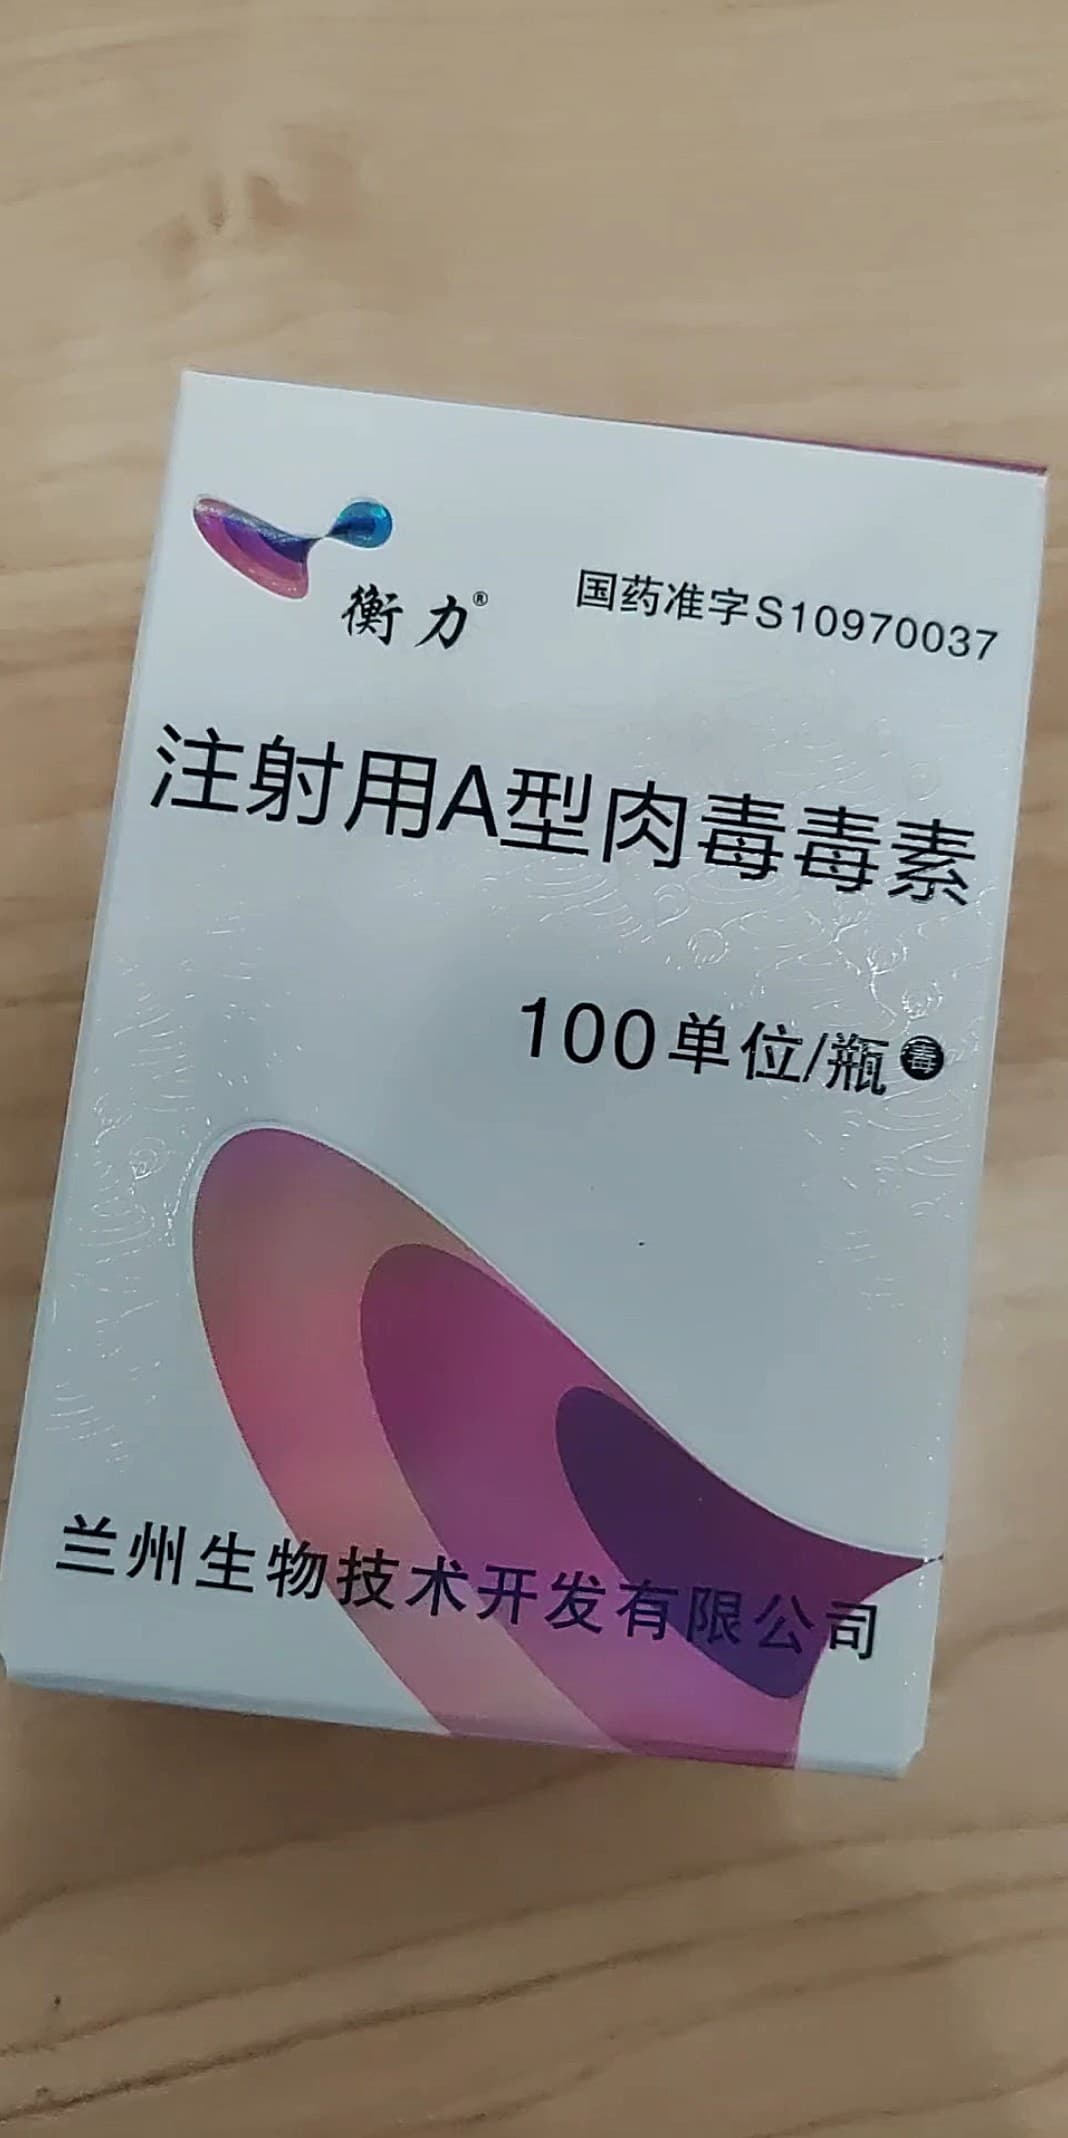 衡力®
国药准字S10970037
注射用A型肉毒毒素
100单位/瓶 毒
兰州生物技术开发有限公司